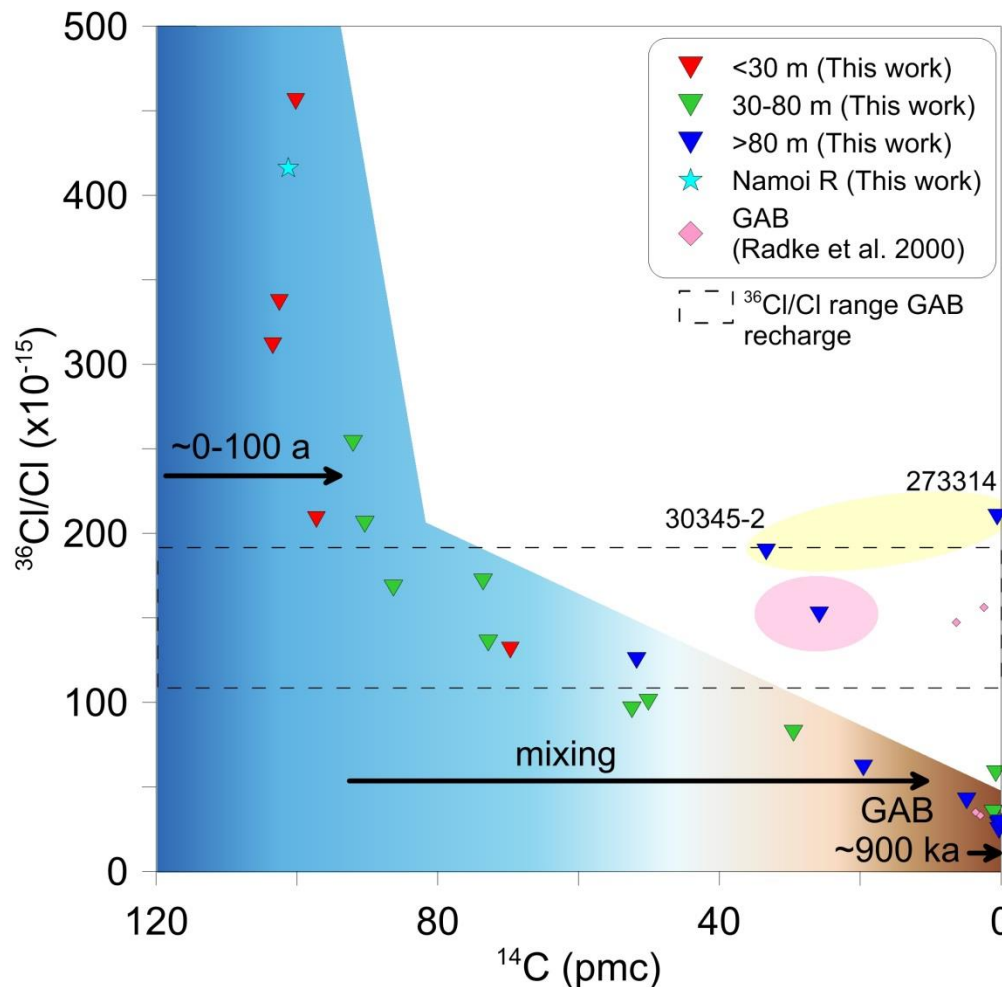 500
400
300
200
100
0
³⁶Cl/Cl (x10⁻¹⁵)
<30 m (This work)
30-80 m (This work)
>80 m (This work)
Namoi R (This work)
GAB
(Radke et al. 2000)
³⁶Cl/Cl range GAB
recharge
~0-100 a
273314
30345-2
mixing
GAB
~900 ka
120
80
40
0
¹⁴C (pmc)